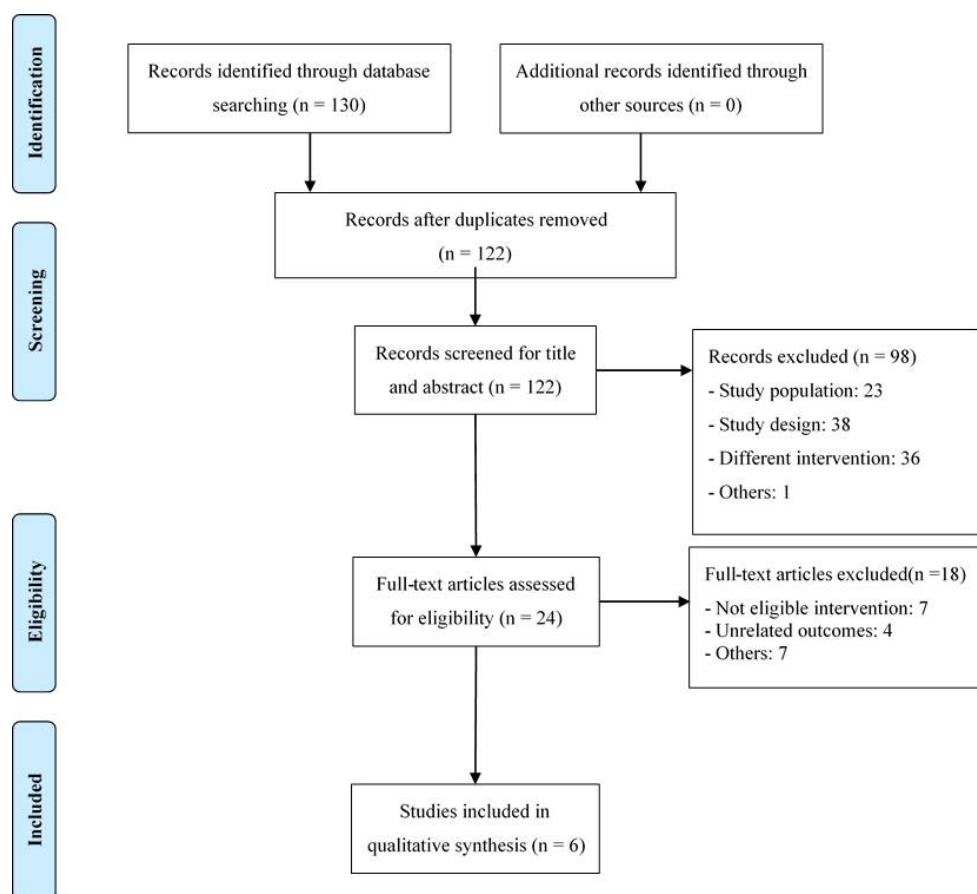 Identification
Records identified through database
searching (n = 130)
Additional records identified through
other sources (n = 0)
Screening
Records after duplicates removed
(n = 122)
Records screened for title
and abstract (n = 122)
Records excluded (n = 98)
- Study population: 23
- Study design: 38
- Different intervention: 36
- Others: 1
Eligibility
Full-text articles assessed
for eligibility (n = 24)
Full-text articles excluded(n =18)
- Not eligible intervention: 7
- Unrelated outcomes: 4
- Others: 7
Included
Studies included in
qualitative synthesis (n = 6)